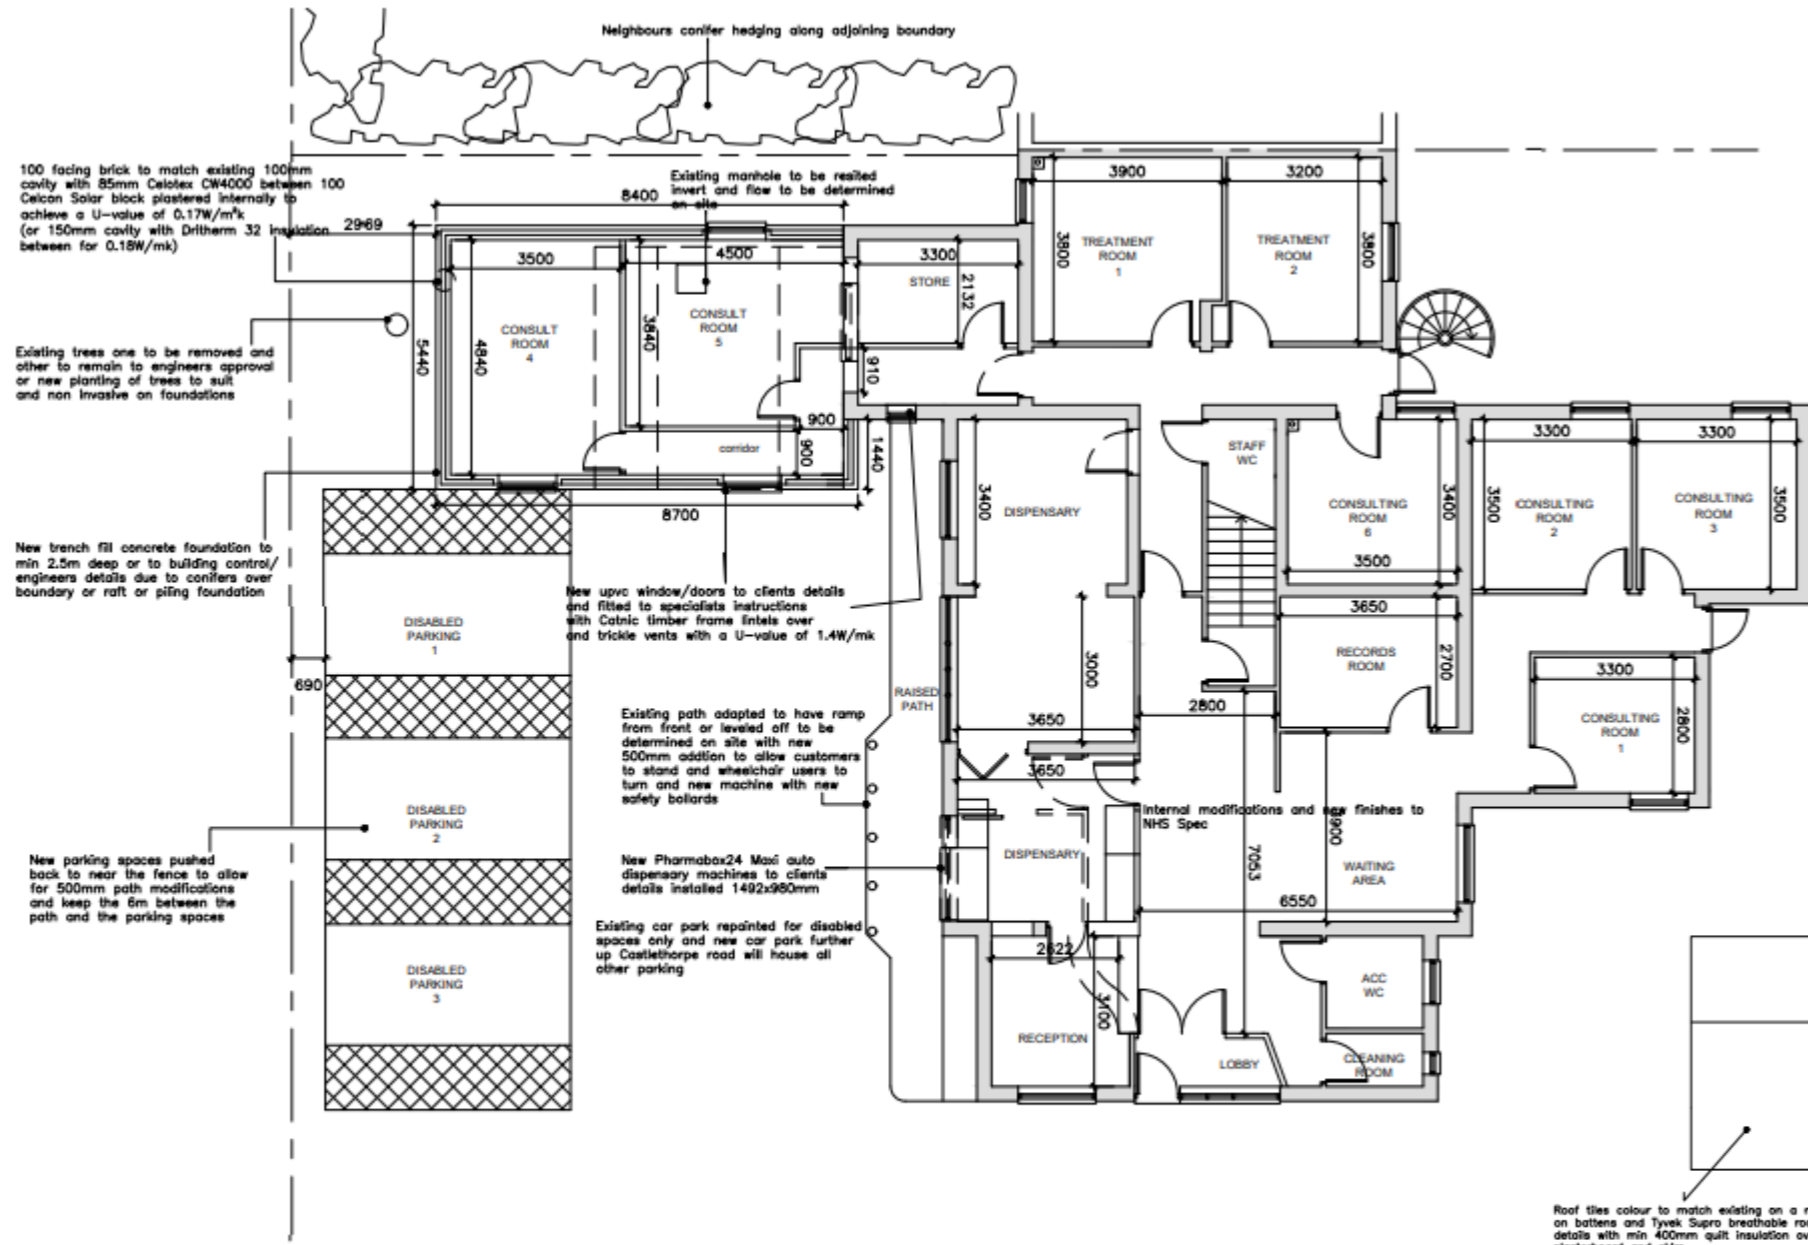 Neighbours conifer hedging along adjoining boundary
100 facing brick to match existing 100mm
cavity with 85mm Celotex CW4000 between 100
Celcon Solar block plastered internally to
achieve a U-value of 0.17W/m²k
(or 150mm cavity with Dritherm 32 insulation
between for 0.18W/mk)
Existing manhole to be resited
invert and flow to be determined
on site
8400
2969
3500
4500
3300
2132
3900
3200
3800
3800
TREATMENT
ROOM
1
TREATMENT
ROOM
2
STORE
CONSULT
ROOM
4
CONSULT
ROOM
5
5440
4840
3840
910
900
900
1440
corridor
8700
Existing trees one to be removed and
other to remain to engineers approval
or new planting of trees to suit
and non invasive on foundations
New trench fill concrete foundation to
min 2.5m deep or to building control/
engineers details due to conifers over
boundary or raft or piling foundation
New upvc window/doors to clients details
and fitted to specialists instructions
with Catnic timber frame lintels over
and trickle vents with a U-value of 1.4W/mk
DISPENSARY
3400
STAFF
WC
CONSULTING
ROOM
6
3400
3500
3300
3500
CONSULTING
ROOM
2
3300
CONSULTING
ROOM
3
3500
DISABLED
PARKING
1
690
RAISED
PATH
3000
3650
2800
3650
RECORDS
ROOM
2700
3300
CONSULTING
ROOM
1
2800
Existing path adapted to have ramp
from front or leveled off to be
determined on site with new
500mm addtion to allow customers
to stand and wheelchair users to
turn and new machine with new
safety bollards
3650
Internal modifications and new finishes to
NHS Spec
DISABLED
PARKING
2
New parking spaces pushed
back to near the fence to allow
for 500mm path modifications
and keep the 6m between the
path and the parking spaces
New Pharmabox24 Maxi auto
dispensary machines to clients
details installed 1492x980mm
DISPENSARY
7053
WAITING
AREA
6550
Existing car park repainted for disabled
spaces only and new car park further
up Castlethorpe road will house all
other parking
DISABLED
PARKING
3
2622
3100
RECEPTION
LOBBY
ACC
WC
CLEANING
ROOM
Roof tiles colour to match existing on a
on battens and Tyvek Supro breathable
details with min 400mm quilt insulation